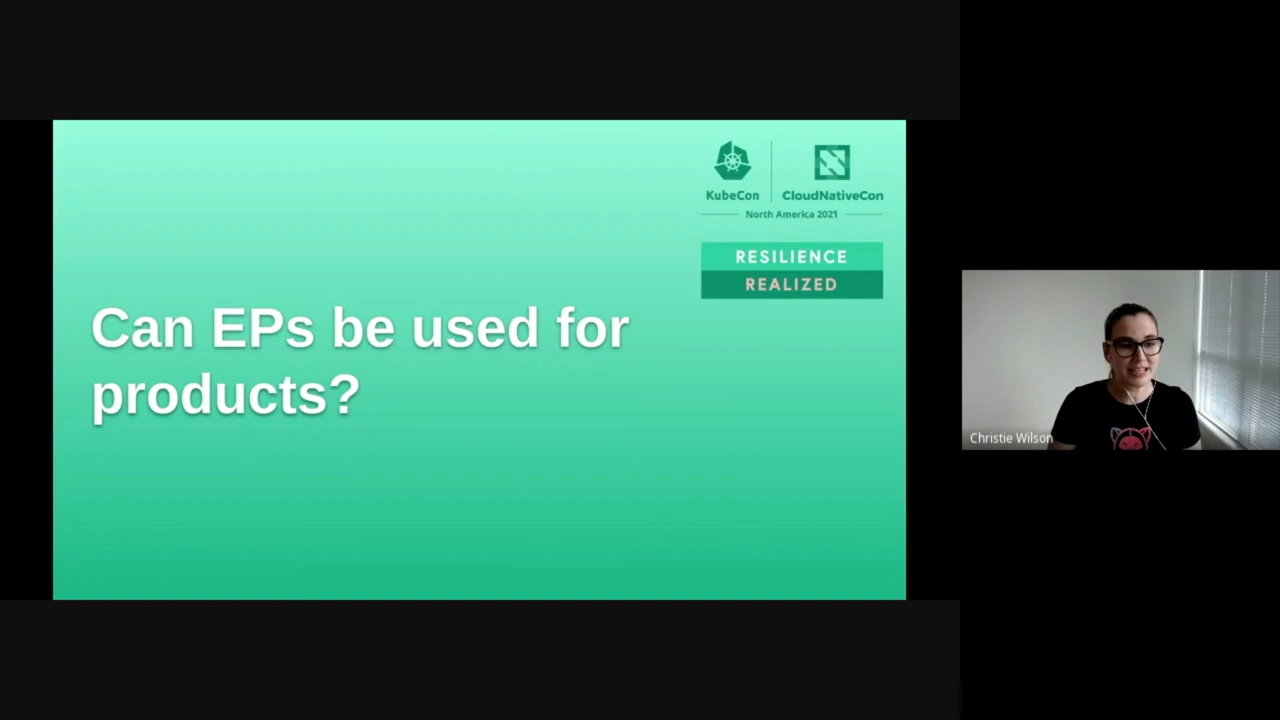 KubeCon
CloudNativeCon
North America 2021
RESILIENCE
REALIZED
Can EPs be used for
products?
Christie Wilson